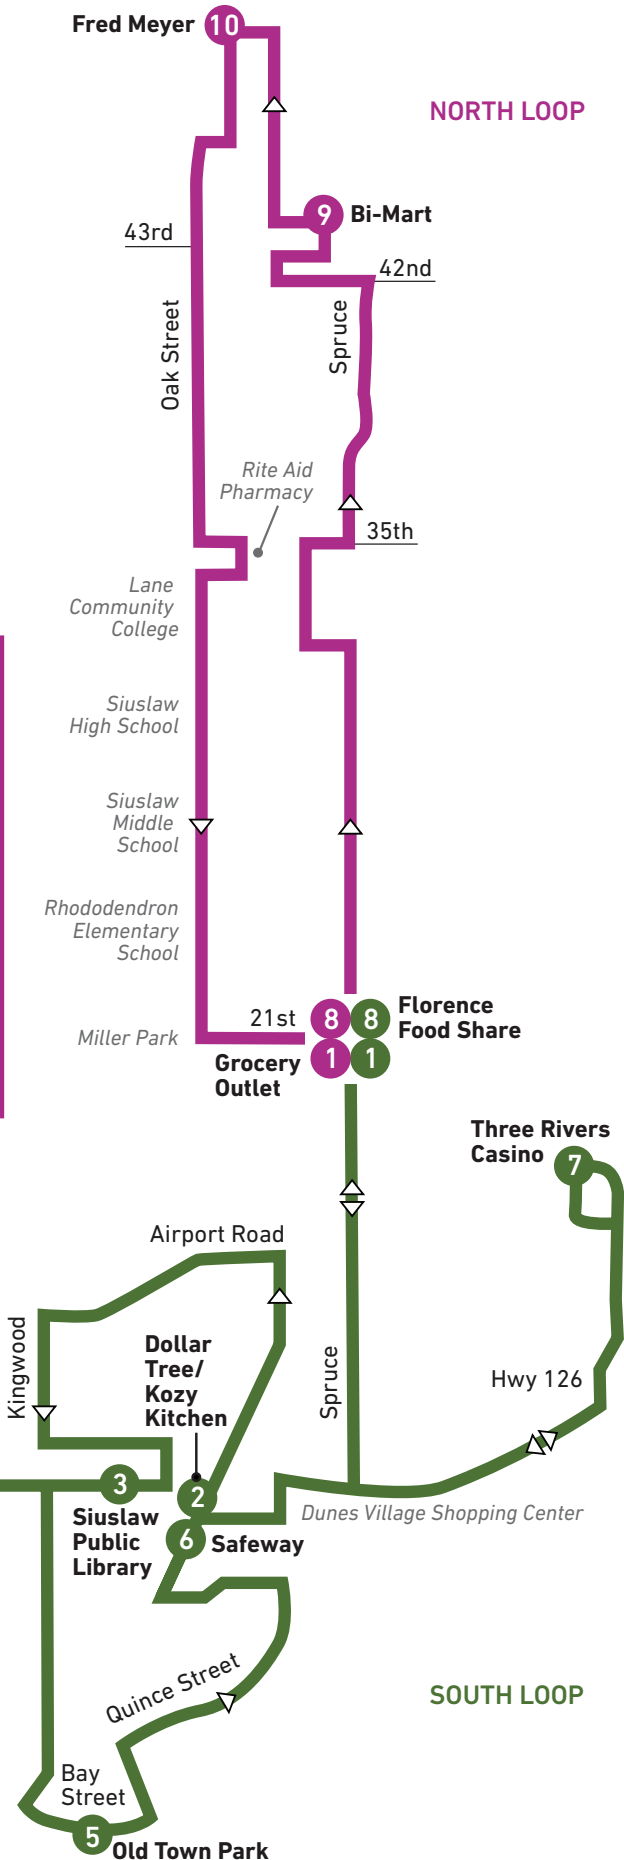 Fred Meyer 10
NORTH LOOP
9 Bi-Mart
43rd
42nd
Oak Street
Spruce
Rite Aid
Pharmacy
35th
Lane
Community
College
Siuslaw
High School
Siuslaw
Middle
School
Rhododendron
Elementary
School
Miller Park
21st
8 8
Florence
Food Share
1 1
Grocery
Outlet
Three Rivers
Casino 7
Airport Road
Kingwood
Dollar
Tree/
Kozy
Kitchen
Spruce
Hwy 126
3
2
Siuslaw
Public
Library
Dunes Village Shopping Center
6 Safeway
Quince Street
SOUTH LOOP
Bay
Street
5 Old Town Park